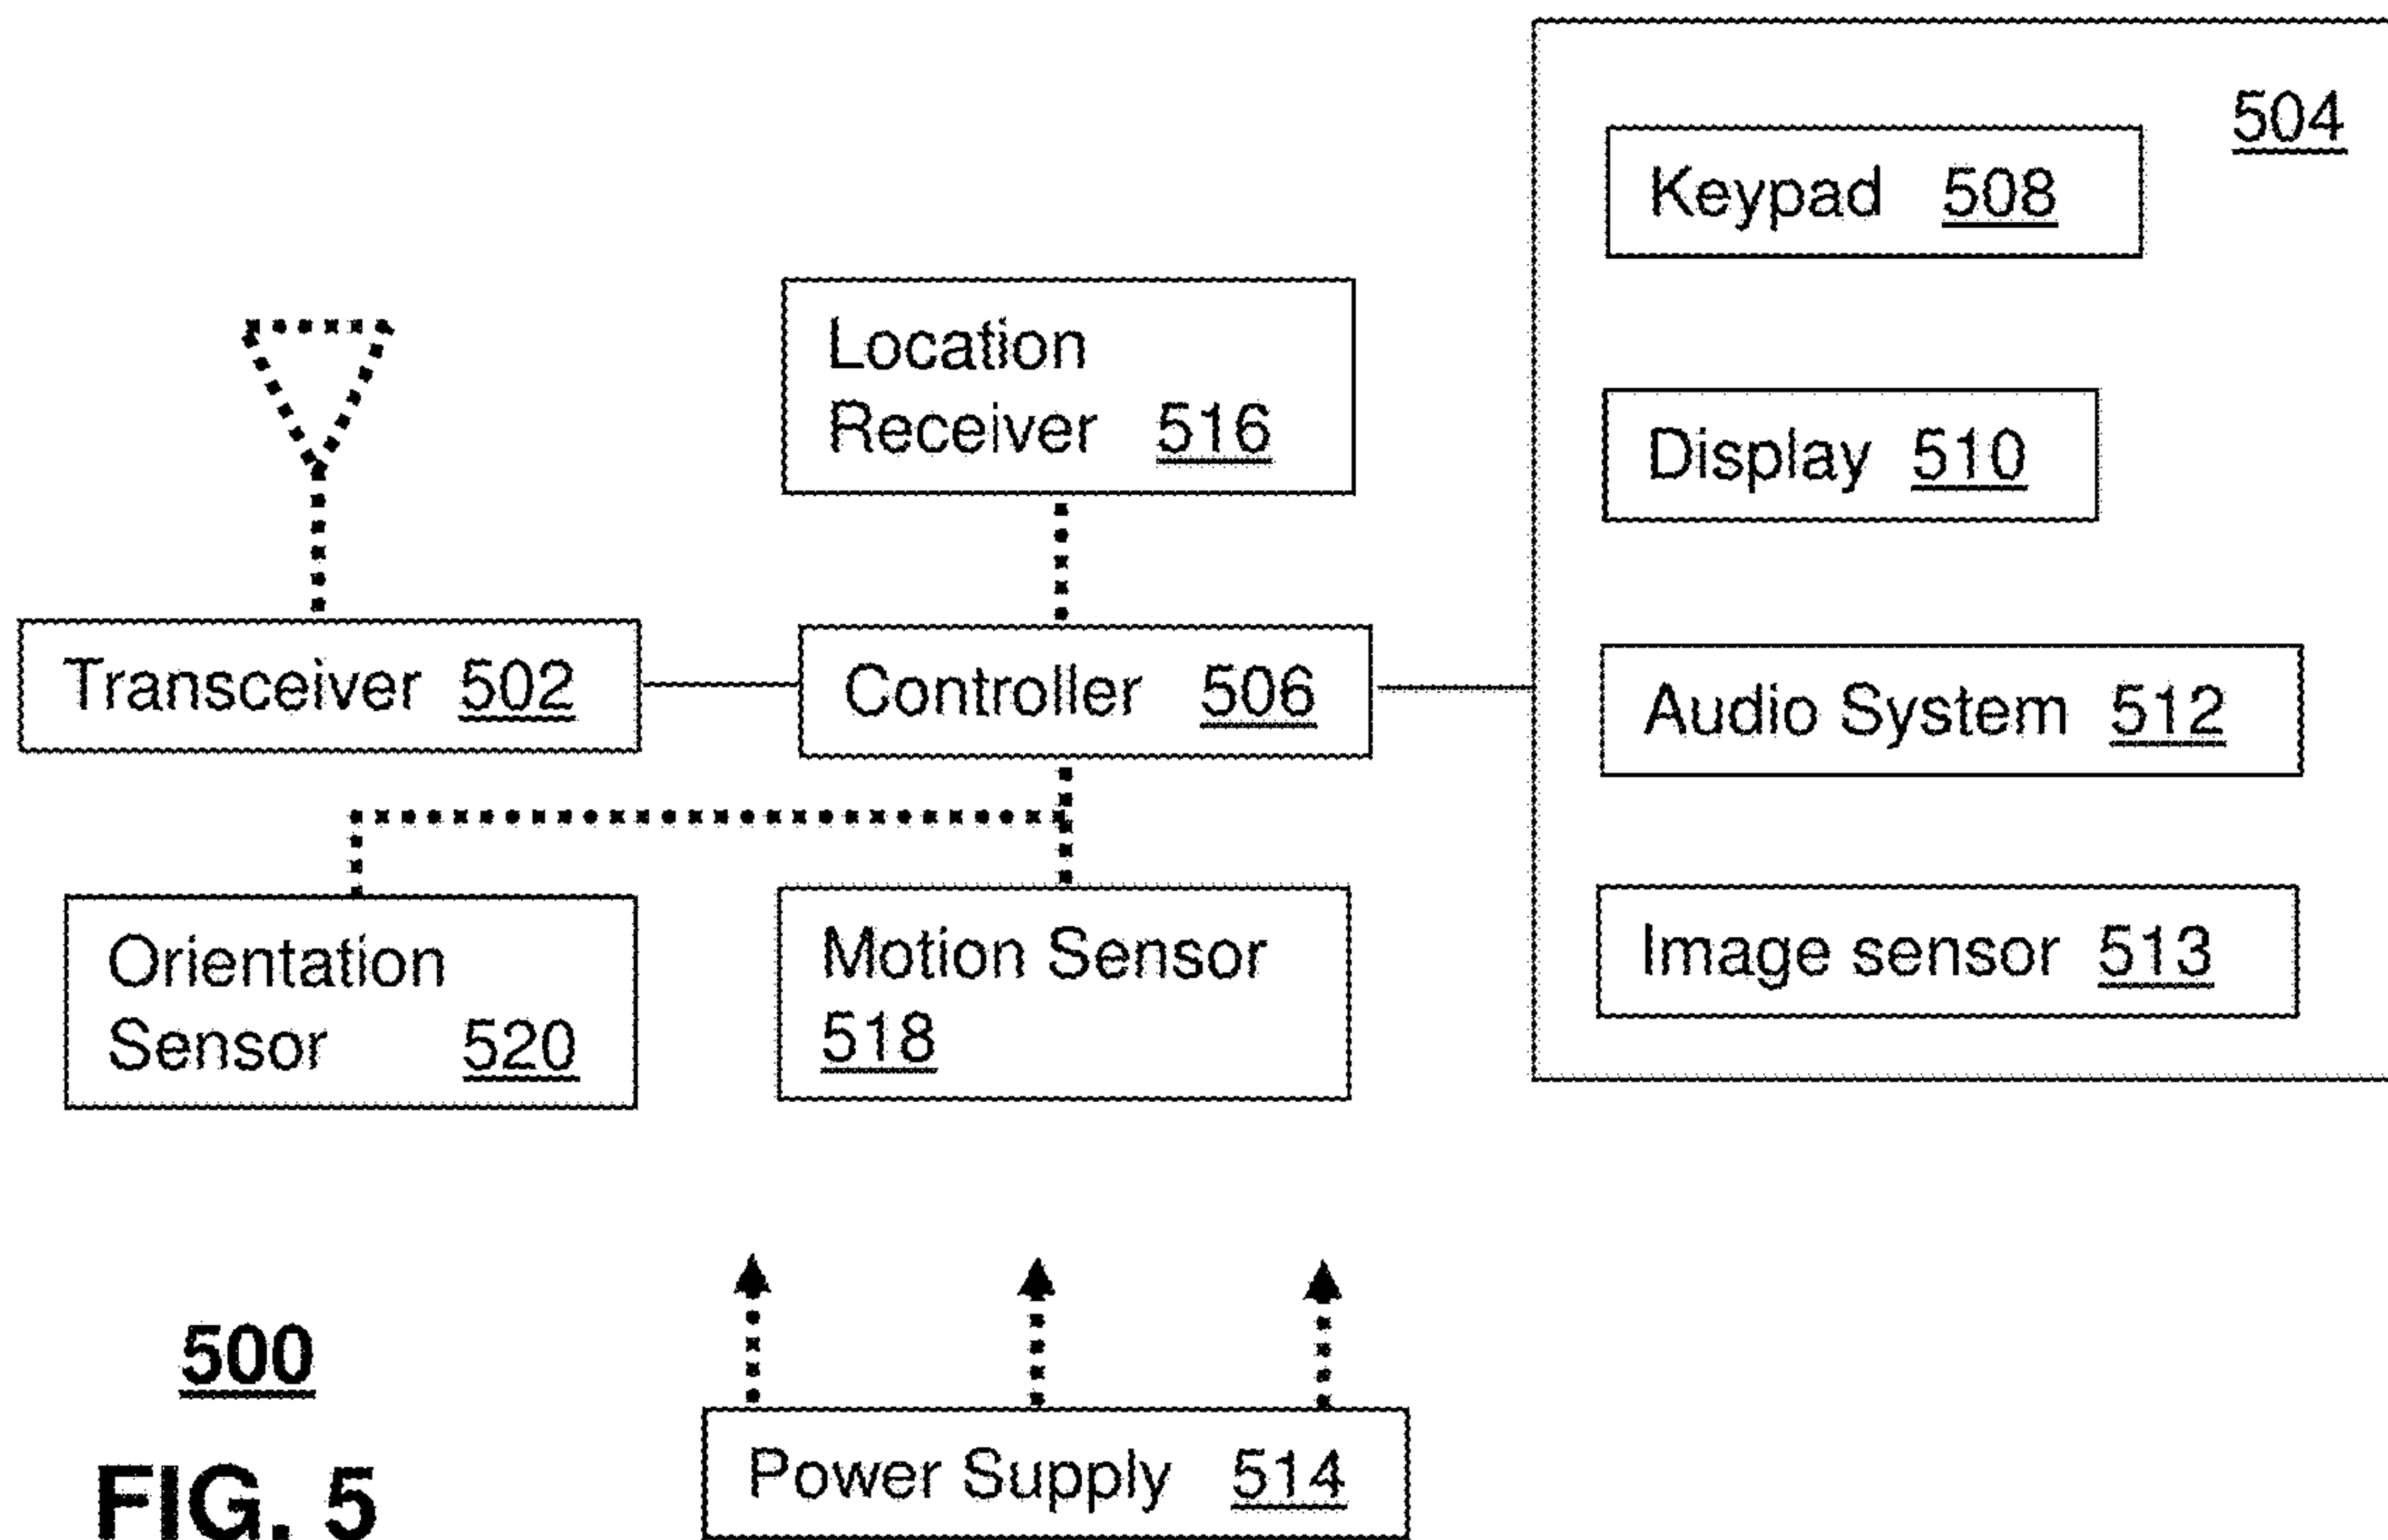 504
Keypad 508
Location
Receiver 516
Display 510
Transceiver 502
Controller 506
Audio System 512
Orientation
Sensor 520
Motion Sensor
518
Image sensor 513
500
Power Supply 514
FIG. 5